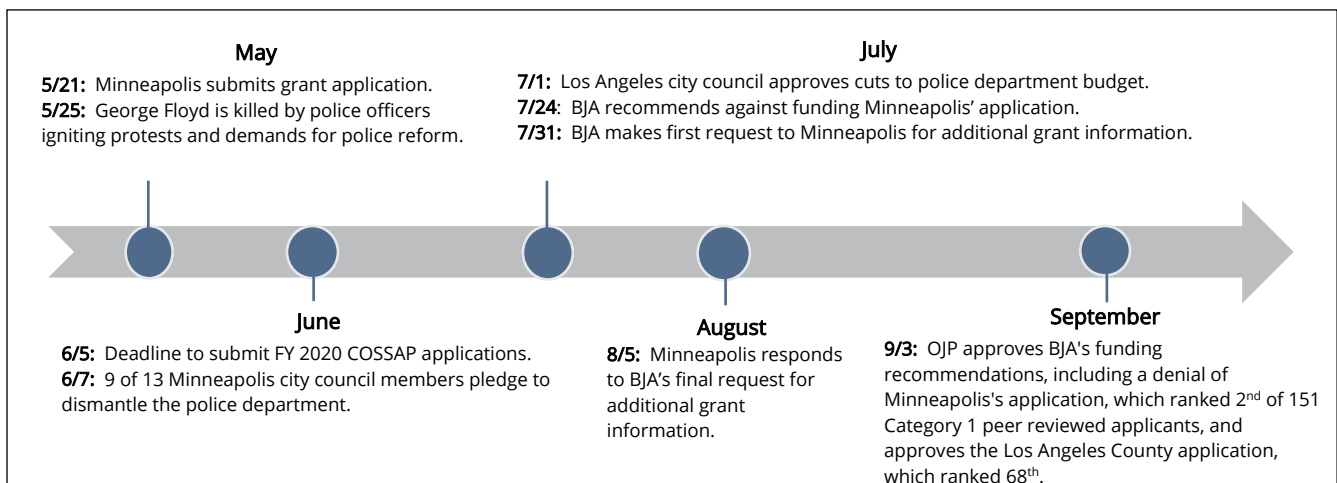 May
5/21: Minneapolis submits grant application.
5/25: George Floyd is killed by police officers
igniting protests and demands for police reform.
July
7/1: Los Angeles city council approves cuts to police department budget.
7/24: BJA recommends against funding Minneapolis’ application.
7/31: BJA makes first request to Minneapolis for additional grant information.
June
6/5: Deadline to submit FY 2020 COSSAP applications.
6/7: 9 of 13 Minneapolis city council members pledge to
dismantle the police department.
August
8/5: Minneapolis responds
to BJA’s final request for
additional grant
information.
September
9/3: OJP approves BJA's funding
recommendations, including a denial of
Minneapolis's application, which ranked 2nd of 151
Category 1 peer reviewed applicants, and
approves the Los Angeles County application,
which ranked 68th.